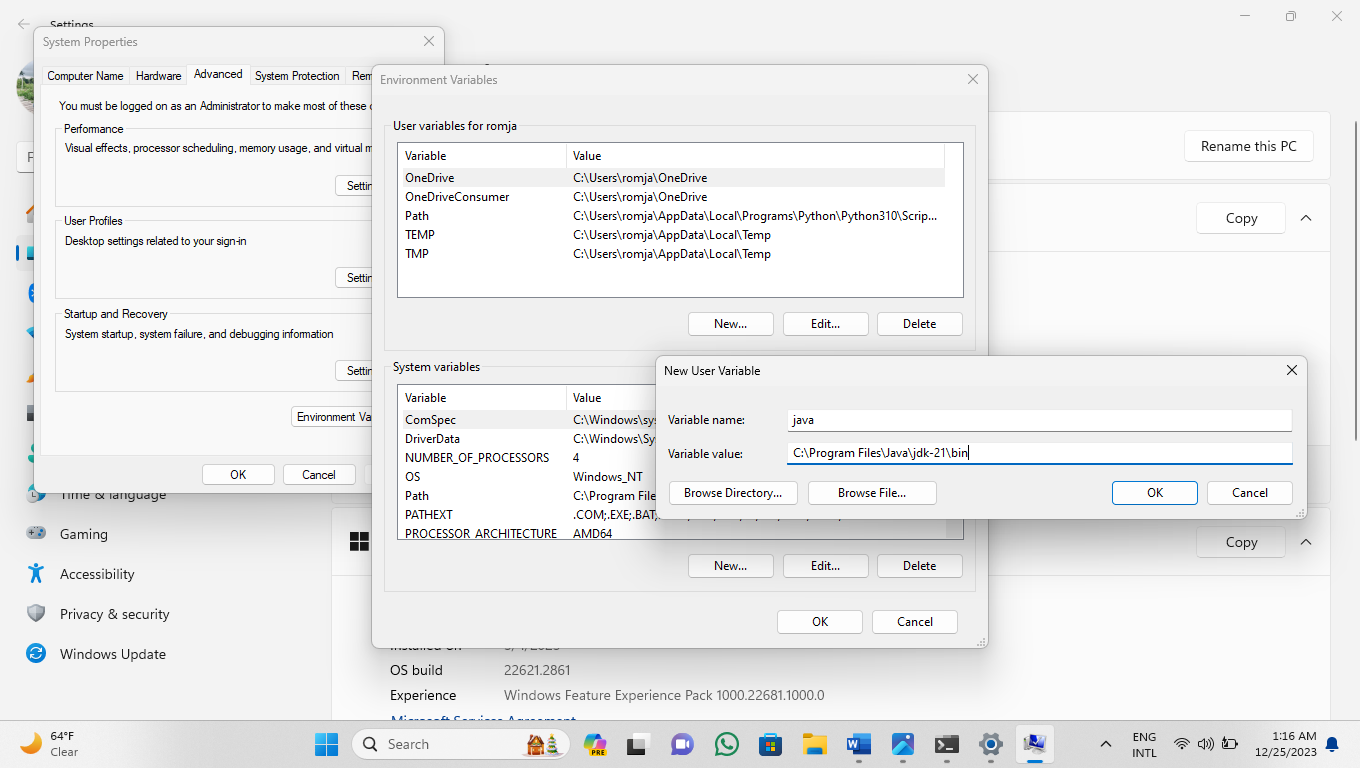 Settings
System Properties
Computer Name
Hardware
Advanced
System Protection
Rem
You must be logged on as an Administrator to make most of these
Performance
Visual effects, processor scheduling, memory usage, and virtual m
Settin
User Profiles
Desktop settings related to your sign-in
Settin
Startup and Recovery
System startup, system failure, and debugging information
Settin
Environment Va
OK
Cancel
Time & language
Gaming
Accessibility
Privacy & security
Windows Update
Environment Variables
User variables for romja
Variable Value
OneDrive C:\Users\romja\OneDrive
OneDriveConsumer C:\Users\romja\OneDrive
Path C:\Users\romja\AppData\Local\Programs\Python\Python310\Scrip...
TEMP C:\Users\romja\AppData\Local\Temp
TMP C:\Users\romja\AppData\Local\Temp
New... Edit... Delete
System variables
Variable Value
ComSpec C:\Windows\sys
DriverData C:\Windows\Sy
NUMBER_OF_PROCESSORS 4
OS Windows_NT
Path C:\Program File
PATHEXT .COM;.EXE;.BAT;
PROCESSOR_ARCHITECTURE AMD64
New... Edit... Delete
OK Cancel
New User Variable
Variable name: java
Variable value: C:\Program Files\Java\jdk-21\bin
Browse Directory... Browse File... OK Cancel
Rename this PC
Copy
Copy
OS build 22621.2861
Experience Windows Feature Experience Pack 1000.22681.1000.0
Microsoft Services Agreement
64°F
Clear
Search
PRE
ENG
INTL
1:16 AM
12/25/2023